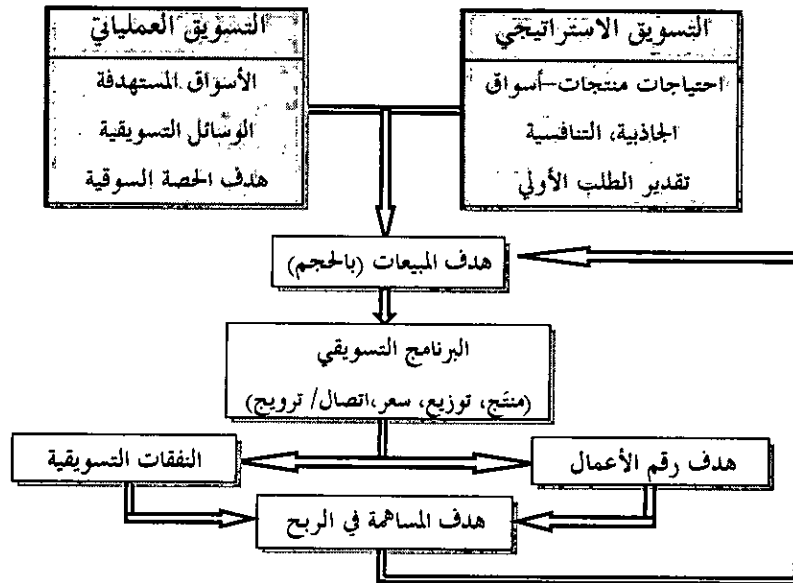 التسويق الاستراتيجي
احتياجات منتجات-أسواق
الجاذبية، التنافسية
تقدير الطلب الأولي
التسويق العملياتي
الأسواق المستهدفة
الوسائل التسويقية
هدف الحصة السوقية
هدف المبيعات (بالحجم)
البرنامج التسويقي
(منتَج، توزيع، سعر،اتصال/ ترويج)
هدف رقم الأعمال
النفقات التسويقية
هدف المساهمة في الربح